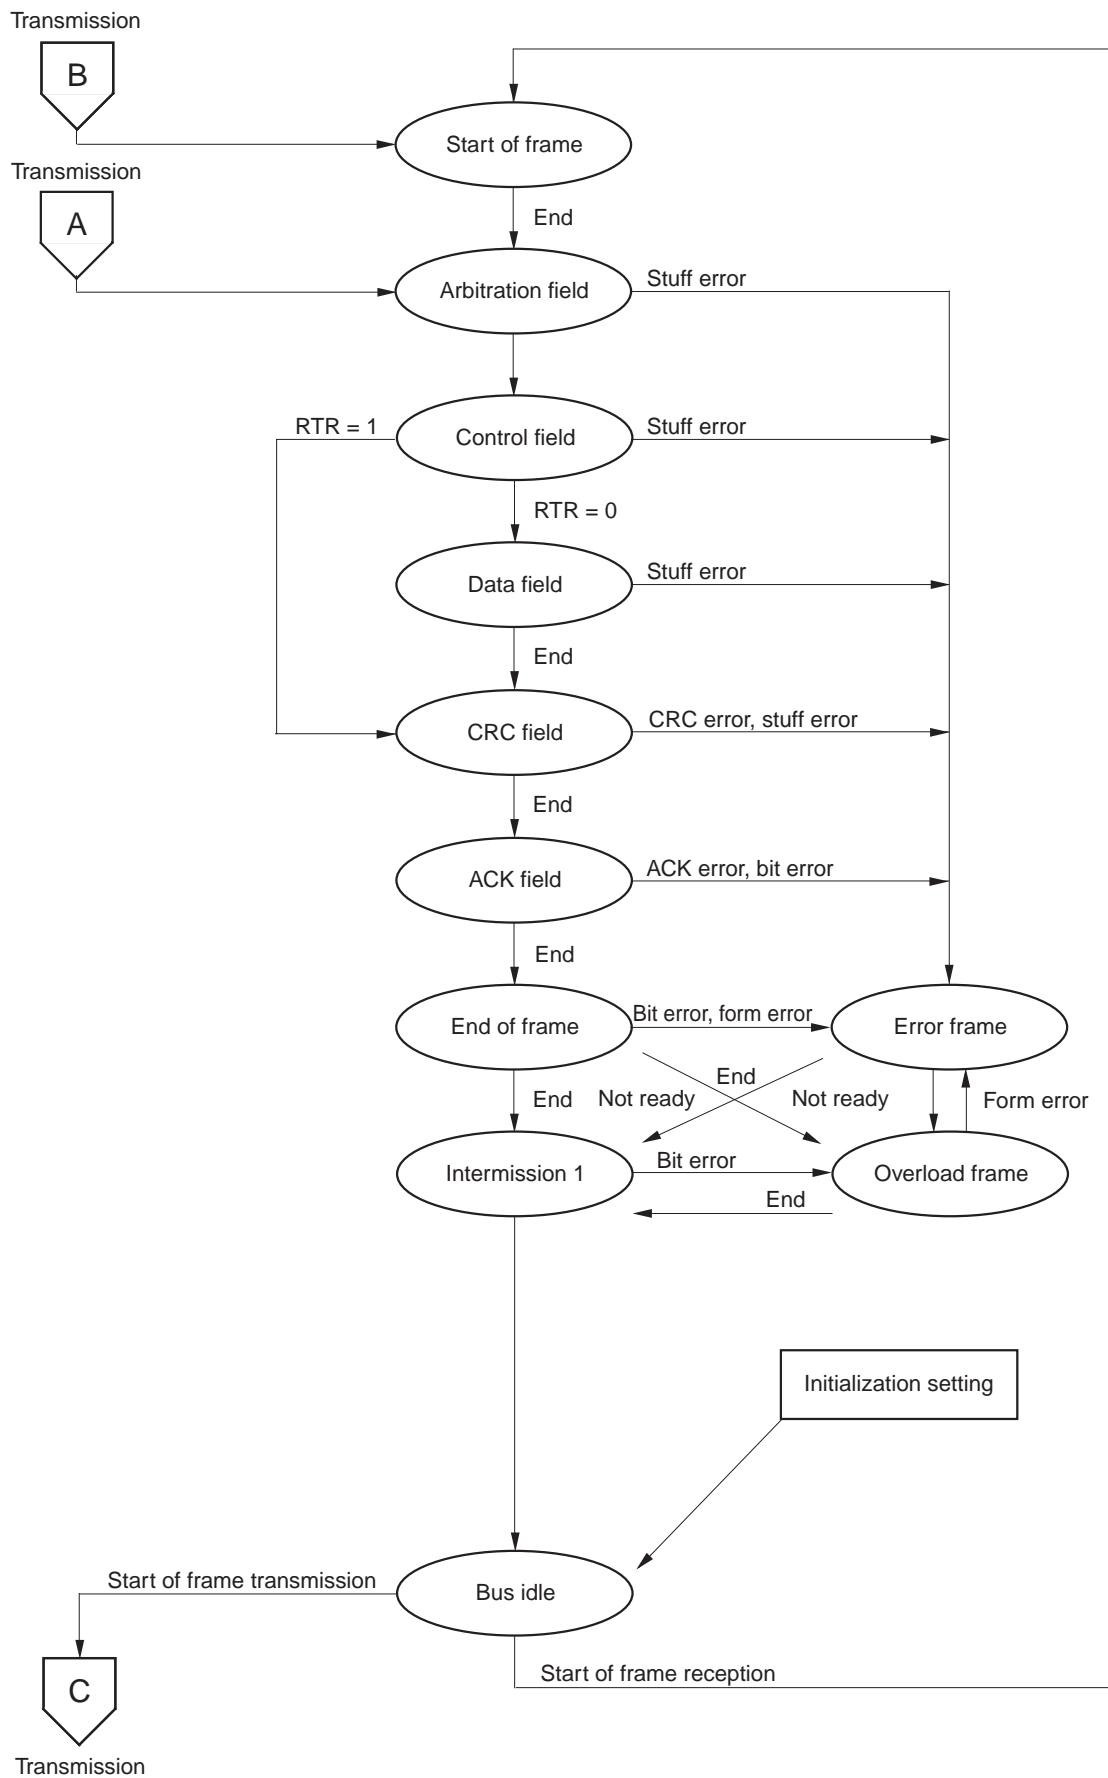 Transmission
B
Start of frame
Transmission
A
End
Arbitration field
Stuff error
RTR = 1
Control field
Stuff error
RTR = 0
Data field
Stuff error
End
CRC field
CRC error, stuff error
End
ACK field
ACK error, bit error
End
End of frame
Bit error, form error
Error frame
End
Not ready
End
Not ready
Form error
Intermission 1
Bit error
Overload frame
End
Initialization setting
Start of frame transmission
Bus idle
C
Start of frame reception
Transmission